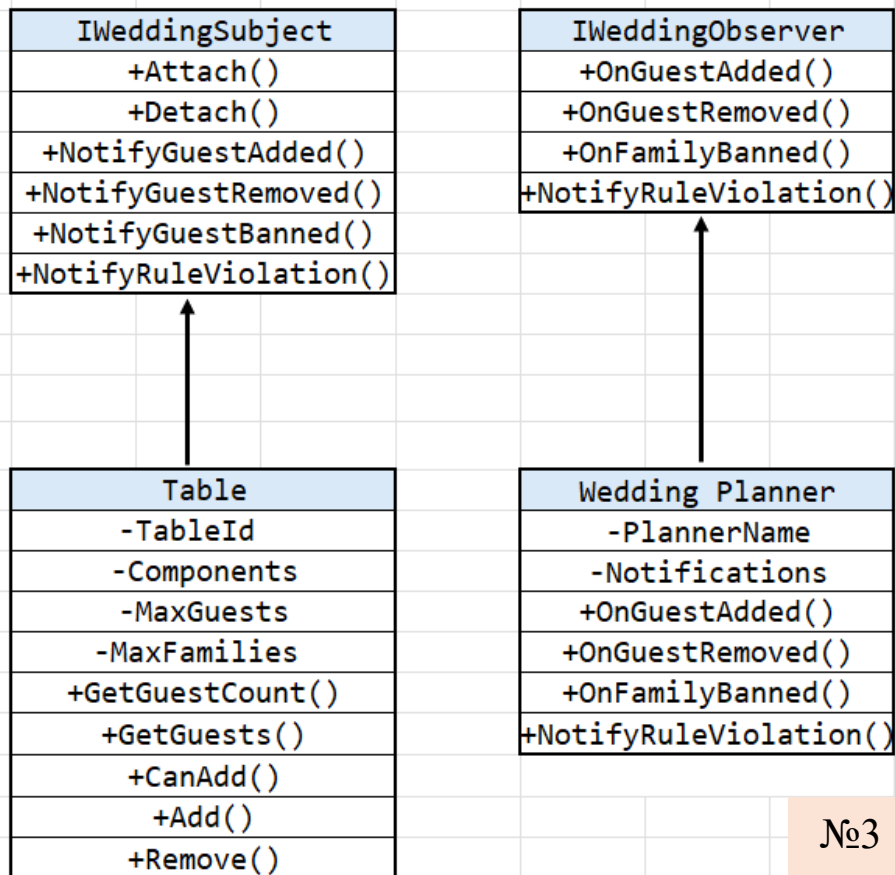 IWeddingSubject
+Attach()
+Detach()
+NotifyGuestAdded()
+NotifyGuestRemoved()
+NotifyGuestBanned()
+NotifyRuleViolation()
IWeddingObserver
+OnGuestAdded()
+OnGuestRemoved()
+OnFamilyBanned()
+NotifyRuleViolation()
Table
-TableId
-Components
-MaxGuests
-MaxFamilies
+GetGuestCount()
+GetGuests()
+CanAdd()
+Add()
+Remove()
Wedding Planner
-PlannerName
-Notifications
+OnGuestAdded()
+OnGuestRemoved()
+OnFamilyBanned()
+NotifyRuleViolation()
№3